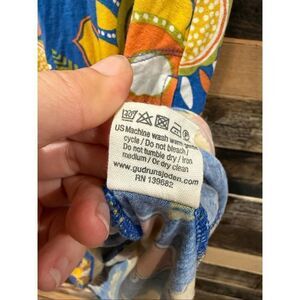 US Machine wash warm gentle
cycle / Do not bleach /
Do not tumble dry / Iron
medium / Or dry clean
www.gudrunsjoden.com
RN 139682